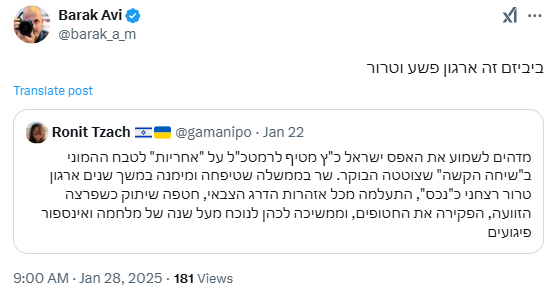 Barak Avi
@barak_a_m
ביביזם זה ארגון פשע וטרור
Translate post
Ronit Tzach 🇮🇱🇺🇦 @gamanipo · Jan 22
מדהים לשמוע את האפס ישראל כ"ץ מטיף לרמטכ"ל על "אחריות" לטבח ההמוני
ב"שיחה הקשה" שצוטטה הבוקר. שר בממשלה שטיפחה ומימנה במשך שנים ארגון
טרור רצחני כ"נכס", התעלמה מכל אזהרות הדרג הצבאי, חטפה שיתוק כשפרצה
הזוועה, הפקירה את החטופים, וממשיכה לכהן לנוכח מעל שנה של מלחמה ואינספור
פיגועים
9:00 AM · Jan 28, 2025 · 181 Views